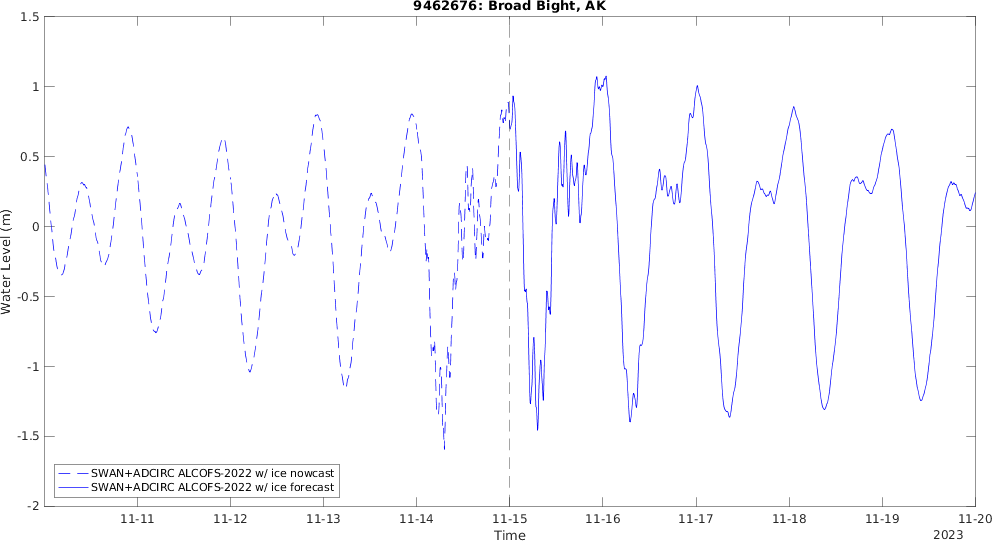 9462676: Broad Bight, AK
1.5
1
0.5
0
-0.5
-1
-1.5
-2
Water Level (m)
SWAN+ADCIRC ALCOFS-2022 w/ ice nowcast
SWAN+ADCIRC ALCOFS-2022 w/ ice forecast
11-11 11-12 11-13 11-14 11-15 11-16 11-17 11-18 11-19 11-20
Time
2023